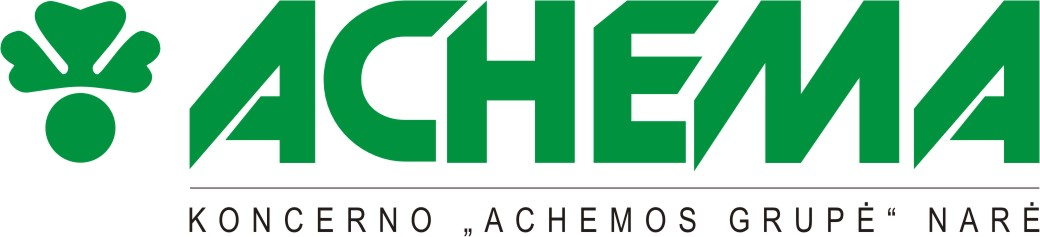 ACHEMA
KONCERNO „ACHEMOS GRUPĖ“ NARĖ